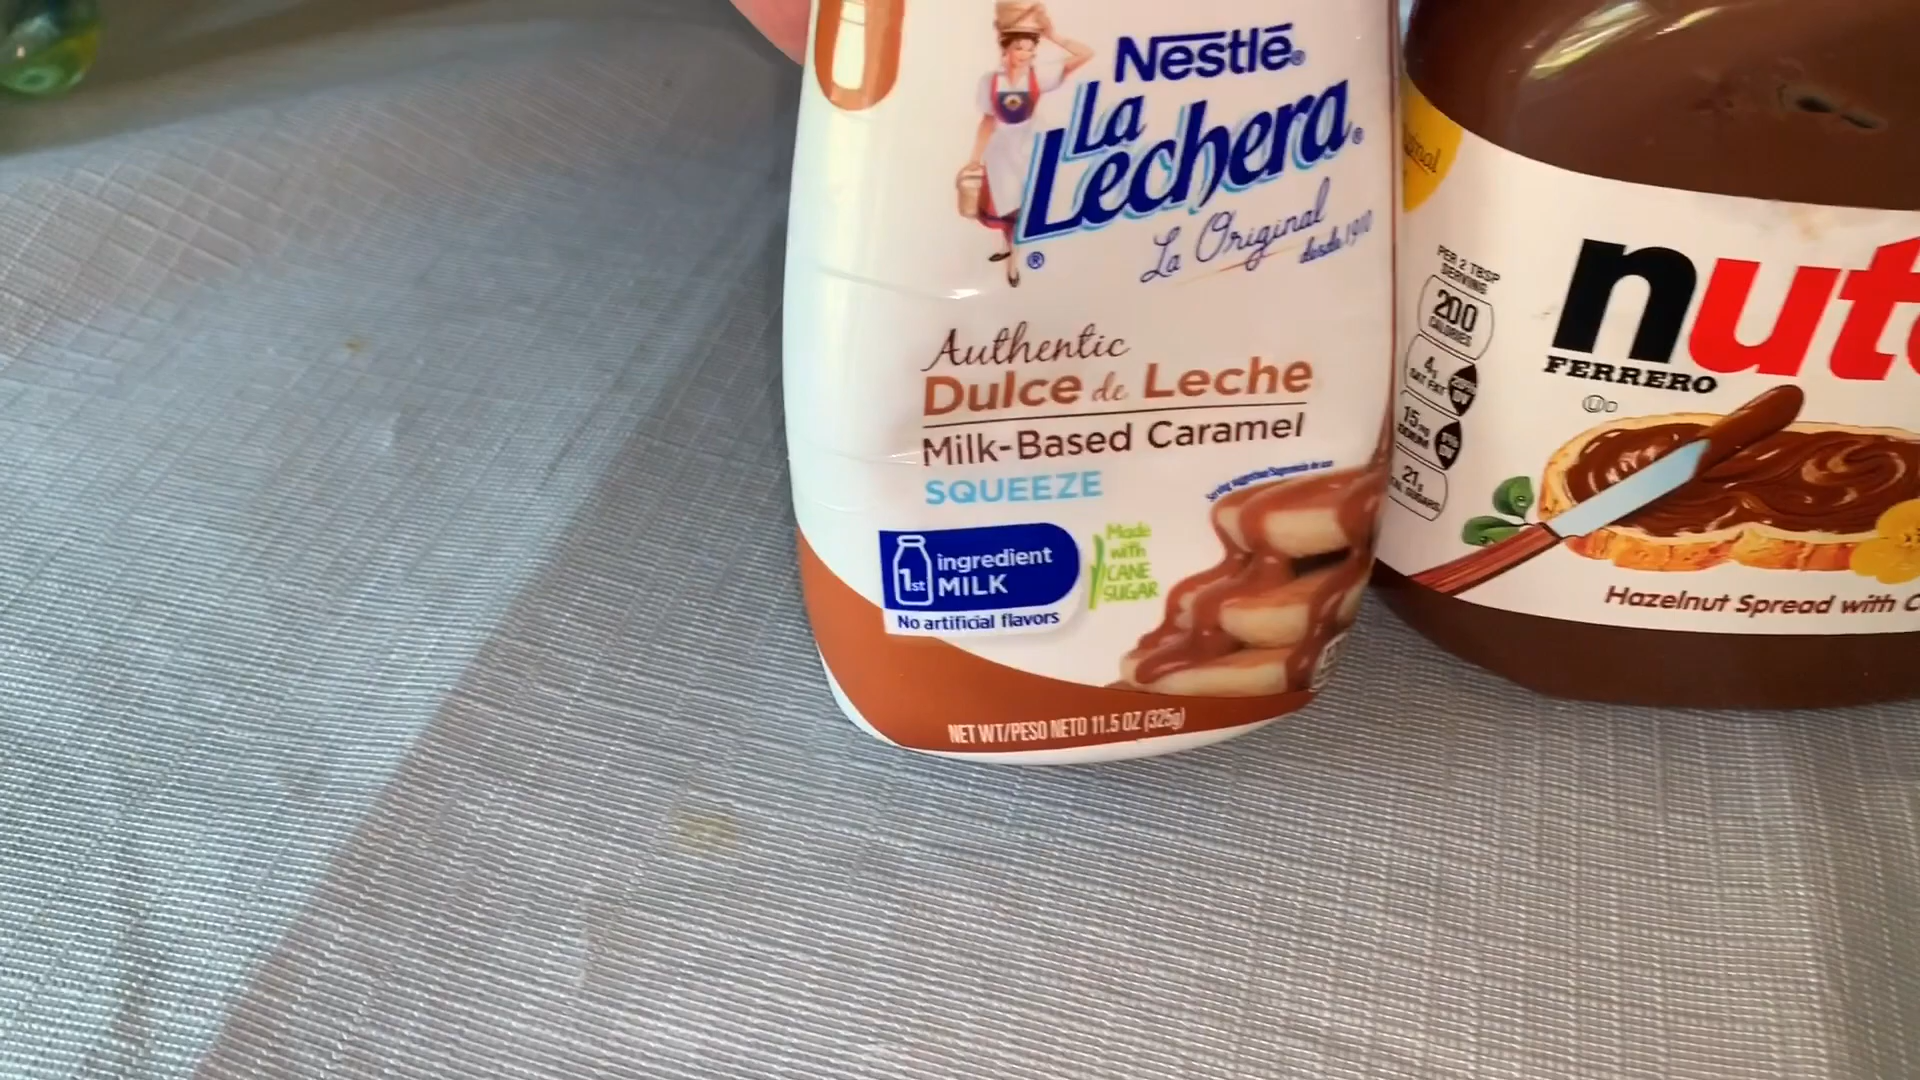 Nestlé®
La
Lechera®
®
La Original
desde 1910
Authentic
Dulce de Leche
Milk-Based Caramel
SQUEEZE
1st
ingredient
MILK
No artificial flavors
Made
with
CANE
SUGAR
NET WT/PESO NETO 11.5 OZ (325g)
PER 2 TBSP
SERVING
200
CALORIES
4g
SAT FAT
15mg
SODIUM
21g
SUGARS
nut
FERRERO
Hazelnut Spread with